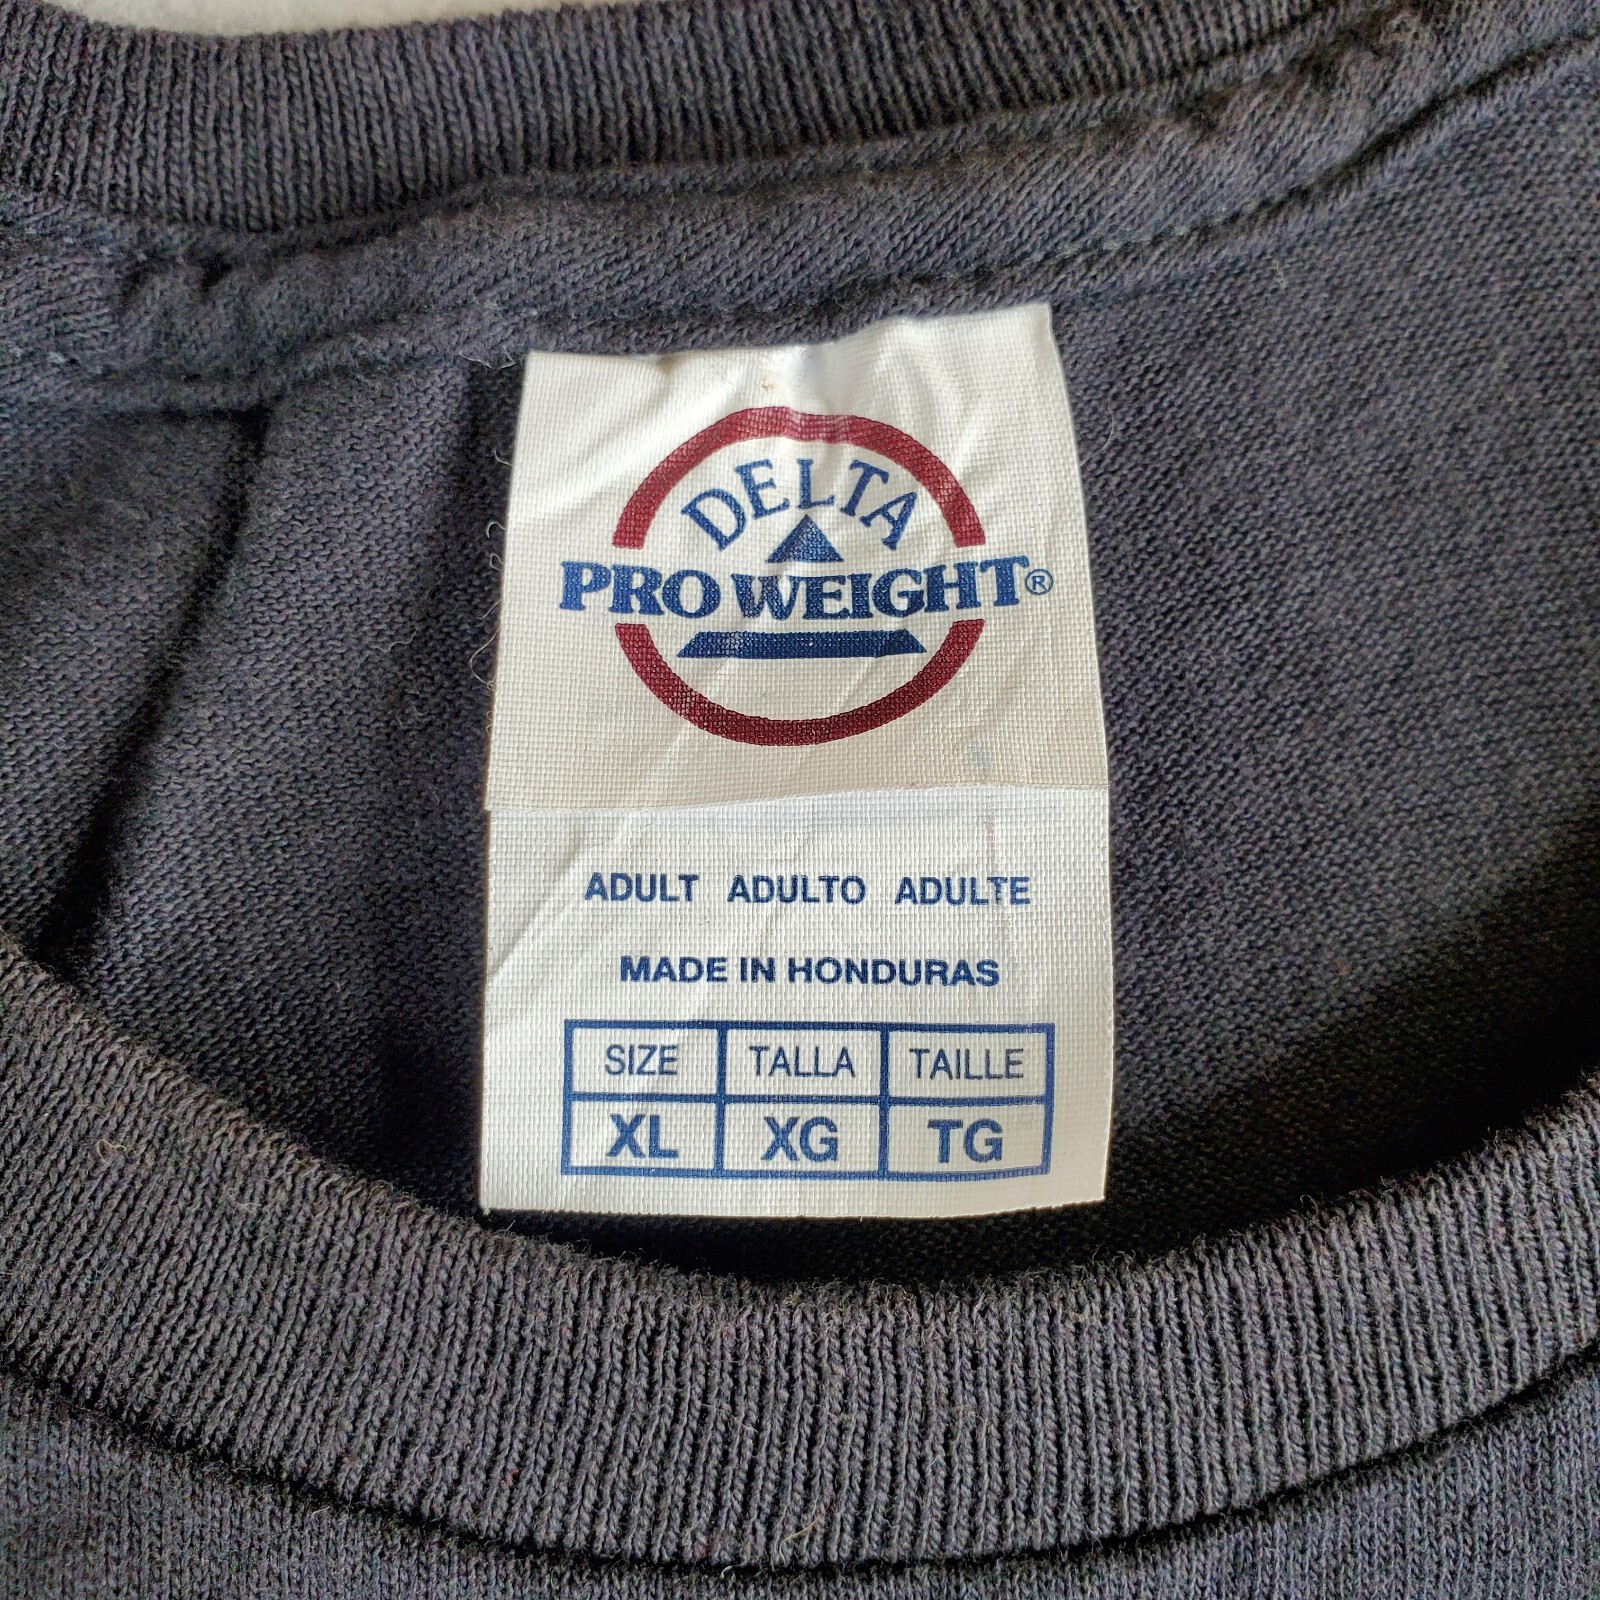 DELTA
PRO WEIGHT®
ADULT ADULTO ADULTE
MADE IN HONDURAS
SIZE TALLA TAILLE
XL XG TG